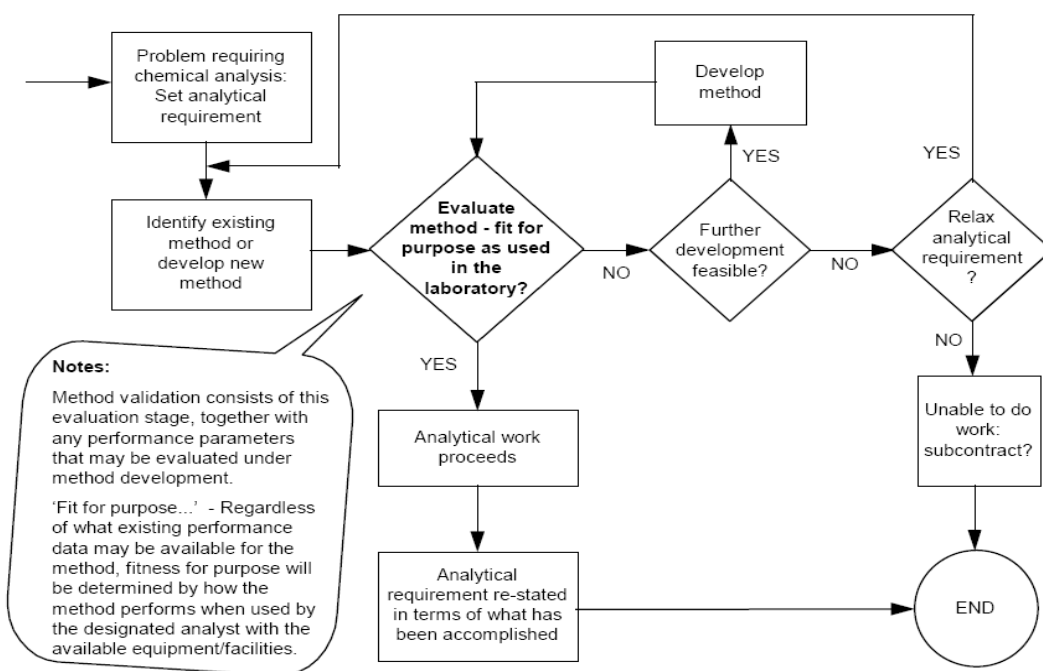 Problem requiring
chemical analysis:
Set analytical
requirement
Develop
method
YES
YES
Identify existing
method or
develop new
method
Evaluate
method - fit for
purpose as used
in the
laboratory?
NO
Further
development
feasible?
NO
Relax
analytical
requirement
?
NO
YES
Notes:
Method validation consists of this
evaluation stage, together with
any performance parameters
that may be evaluated under
method development.
‘Fit for purpose...’ - Regardless
of what existing performance
data may be available for the
method, fitness for purpose will
be determined by how the
method performs when used by
the designated analyst with the
available equipment/facilities.
Analytical work
proceeds
Unable to do
work:
subcontract?
Analytical
requirement re-stated
in terms of what has
been accomplished
END